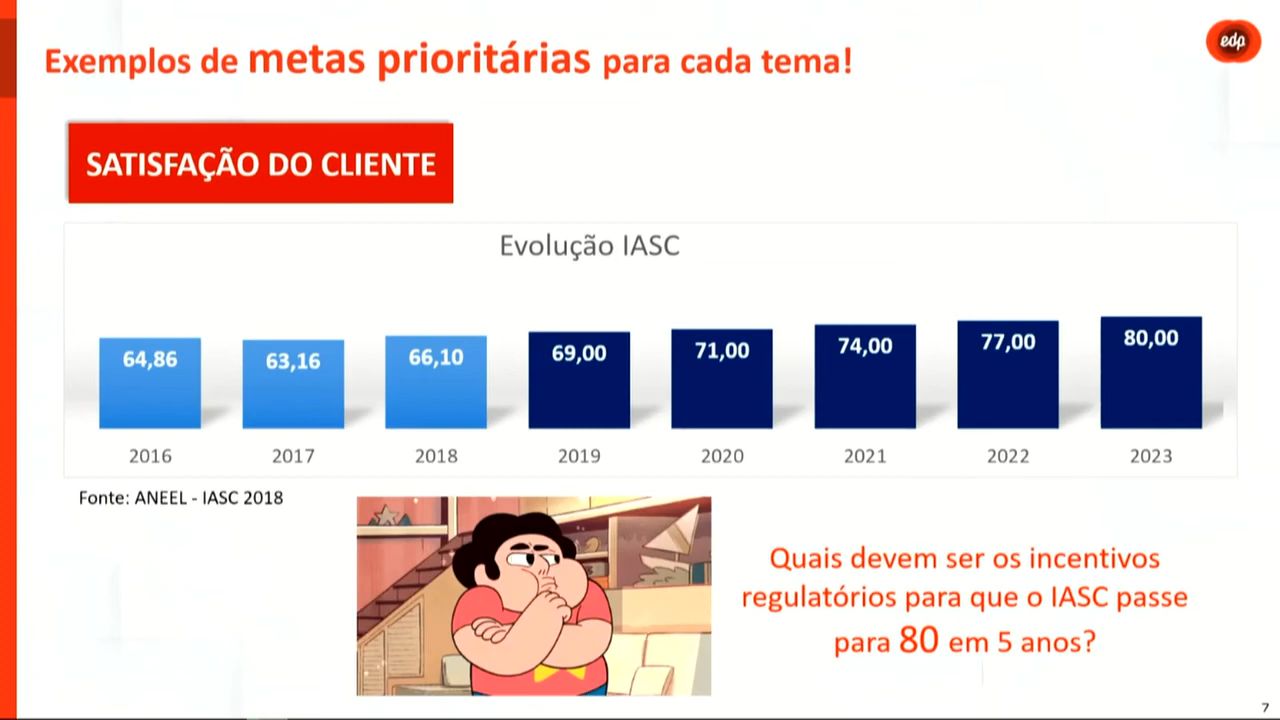 Exemplos de metas prioritárias para cada tema!
edp
SATISFAÇÃO DO CLIENTE
Evolução IASC
64,86 63,16 66,10 69,00 71,00 74,00 77,00 80,00
2016 2017 2018 2019 2020 2021 2022 2023
Fonte: ANEEL - IASC 2018
Quais devem ser os incentivos
regulatórios para que o IASC passe
para 80 em 5 anos?
7